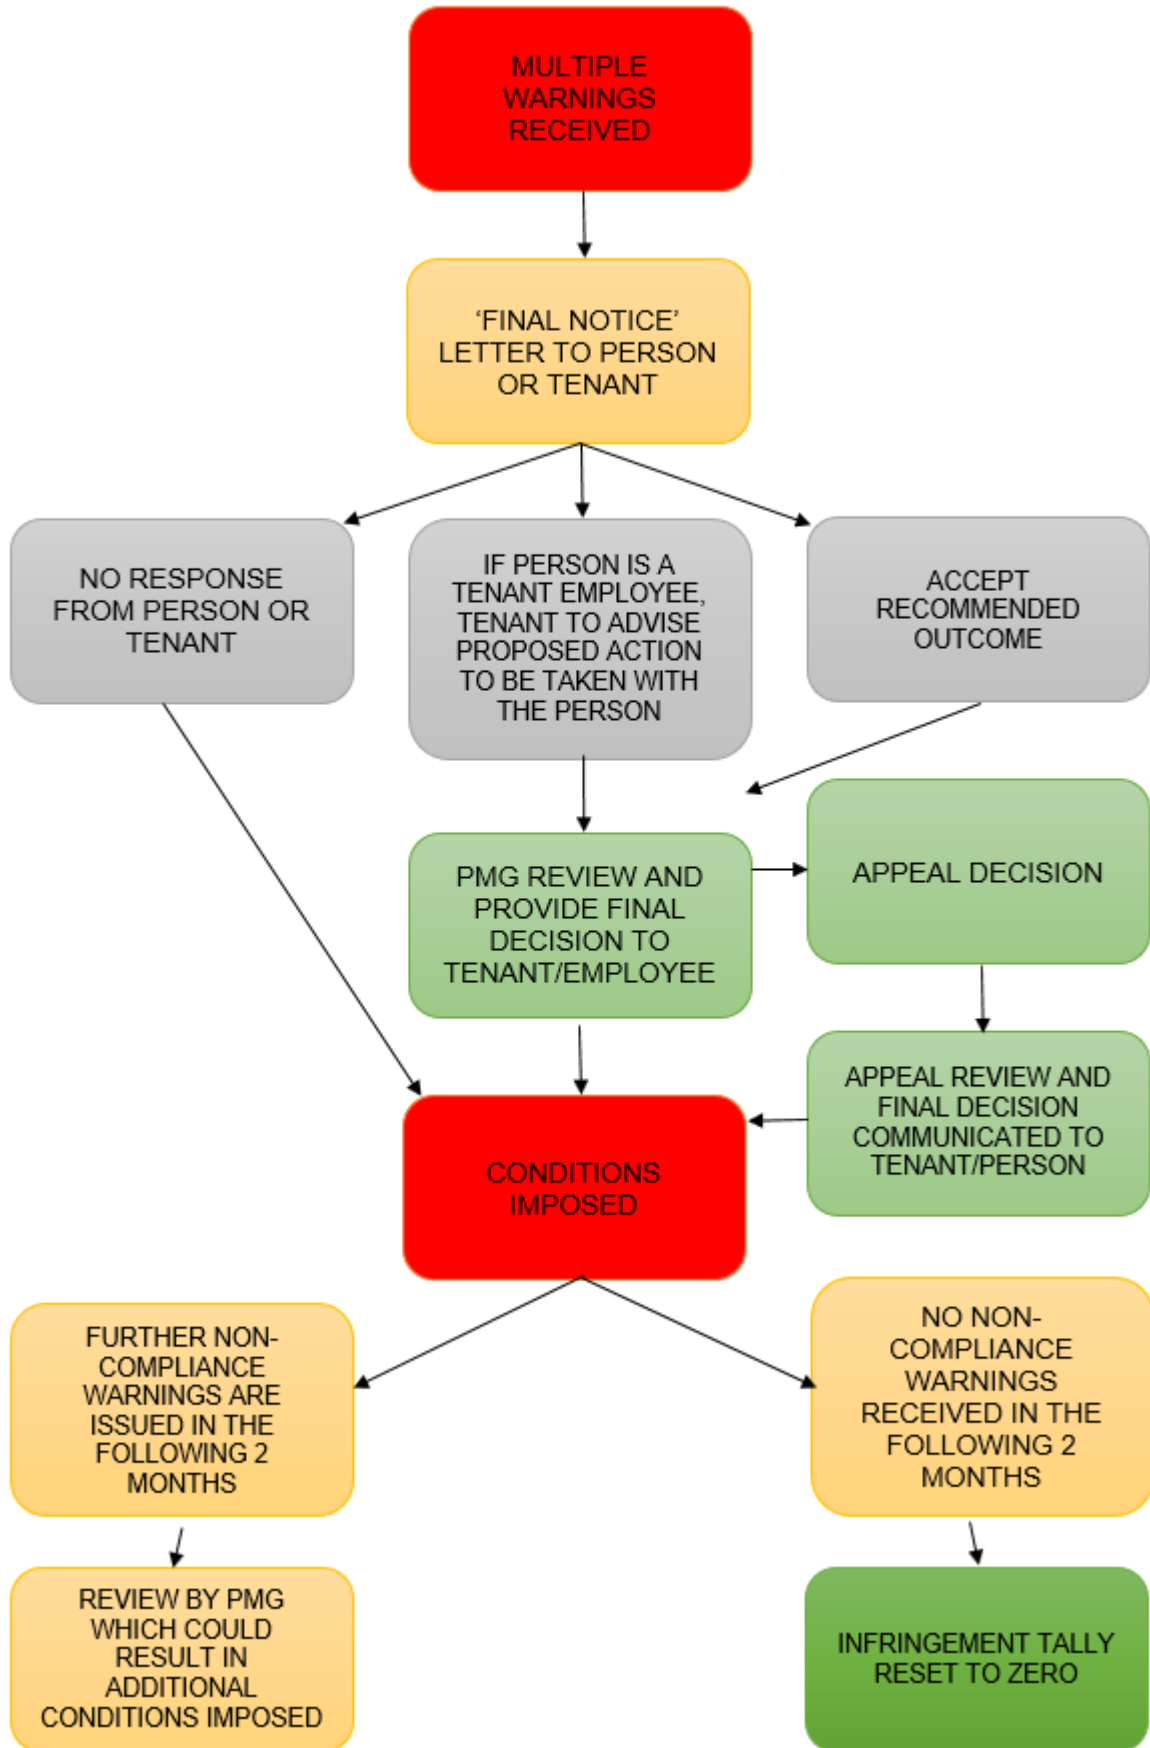 MULTIPLE
WARNINGS
RECEIVED
‘FINAL NOTICE’
LETTER TO PERSON
OR TENANT
NO RESPONSE
FROM PERSON OR
TENANT
IF PERSON IS A
TENANT EMPLOYEE,
TENANT TO ADVISE
PROPOSED ACTION
TO BE TAKEN WITH
THE PERSON
ACCEPT
RECOMMENDED
OUTCOME
PMG REVIEW AND
PROVIDE FINAL
DECISION TO
TENANT/EMPLOYEE
APPEAL DECISION
APPEAL REVIEW AND
FINAL DECISION
COMMUNICATED TO
TENANT/PERSON
CONDITIONS
IMPOSED
FURTHER NON-
COMPLIANCE
WARNINGS ARE
ISSUED IN THE
FOLLOWING 2
MONTHS
NO NON-
COMPLIANCE
WARNINGS
RECEIVED IN THE
FOLLOWING 2
MONTHS
REVIEW BY PMG
WHICH COULD
RESULT IN
ADDITIONAL
CONDITIONS IMPOSED
INFRINGEMENT TALLY
RESET TO ZERO